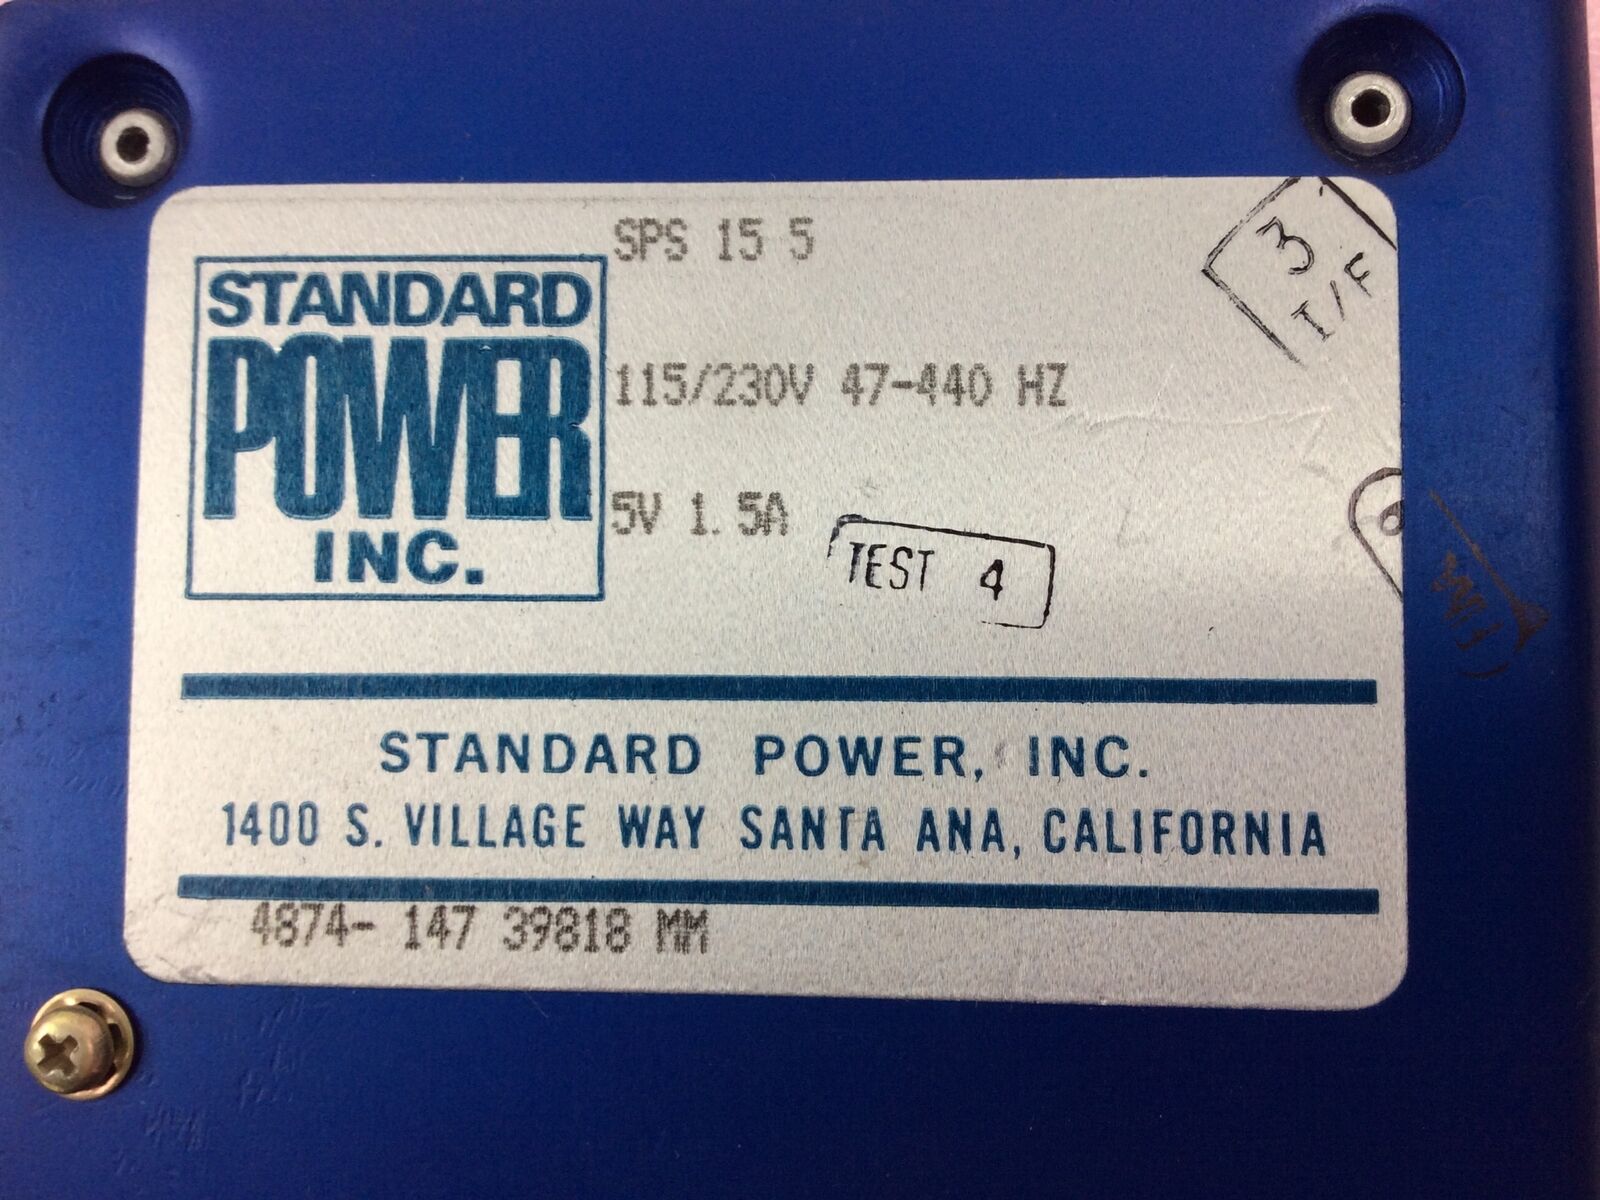 SPS 15 5
STANDARD
POWER
INC.
115/230V 47-440 HZ
5V 1.5A
3
I/F
TEST 4
STANDARD POWER, INC.
1400 S. VILLAGE WAY SANTA ANA, CALIFORNIA
4874- 147 39818 MM